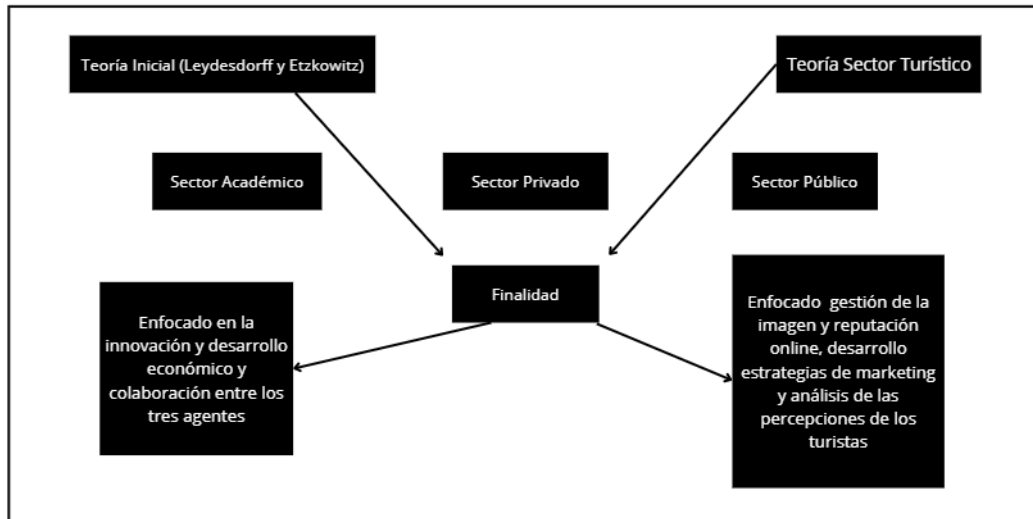 Teoría Inicial (Leydesdorff y Etzkowitz)
Teoría Sector Turístico
Sector Académico
Sector Privado
Sector Público
Finalidad
Enfocado en la
innovación y desarrollo
económico y
colaboración entre los
tres agentes
Enfocado gestión de la
imagen y reputación
online, desarrollo
estrategias de marketing
y análisis de las
percepciones de los
turistas